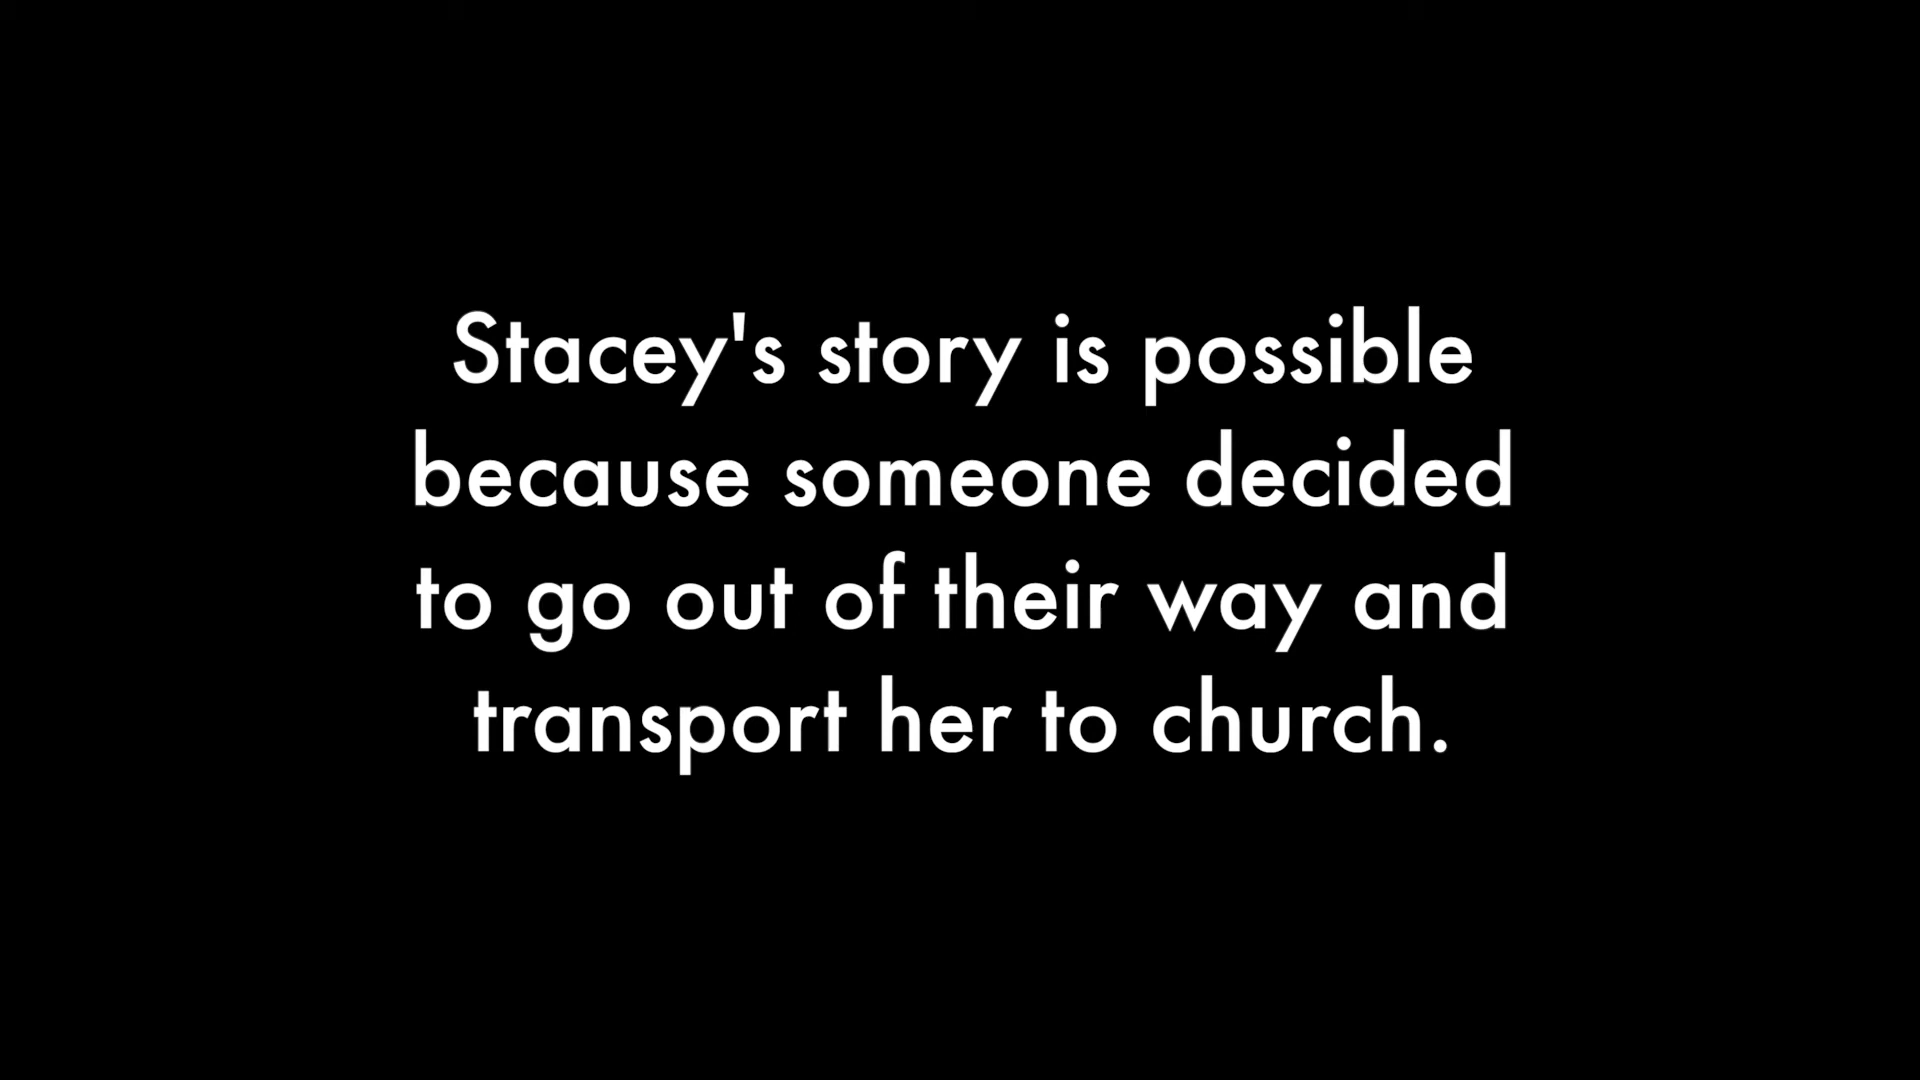 Stacey's story is possible
because someone decided
to go out of their way and
transport her to church.